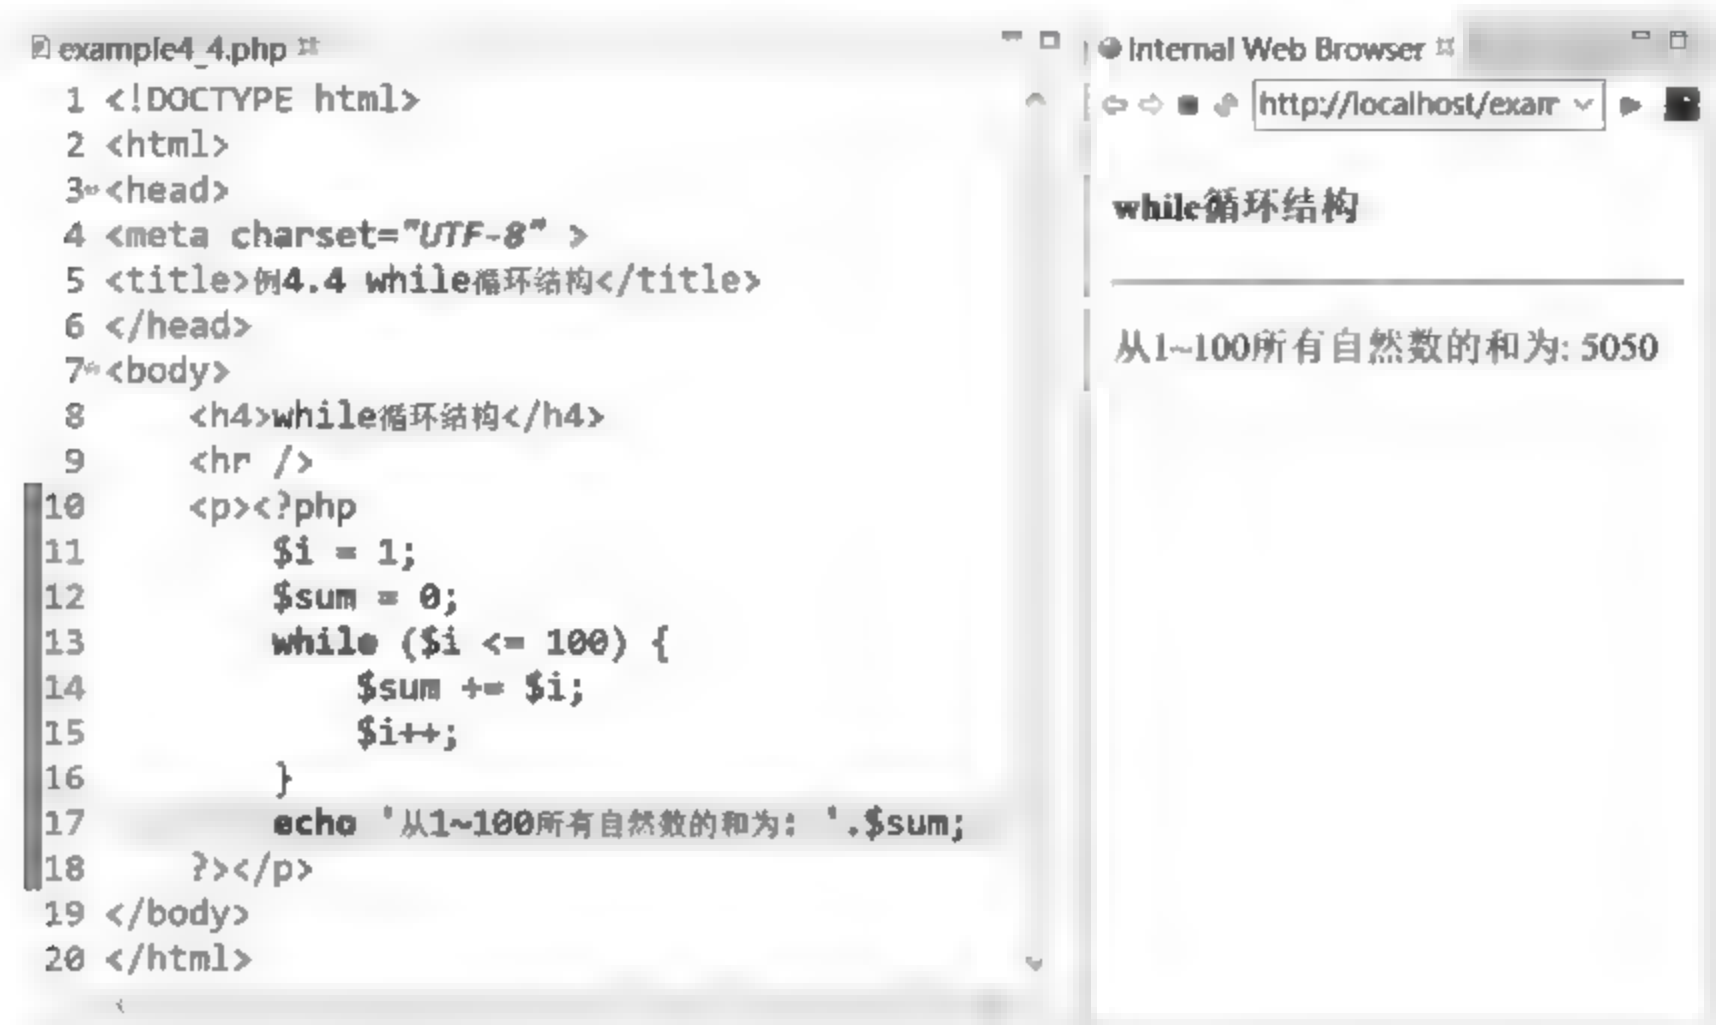 example4_4.php
1 <!DOCTYPE html>
2 <html>
3 <head>
4 <meta charset="UTF-8" >
5 <title>例4.4 while循环结构</title>
6 </head>
7 <body>
8     <h4>while循环结构</h4>
9     <hr />
10     <p><?php
11         $i = 1;
12         $sum = 0;
13         while ($i <= 100) {
14             $sum += $i;
15             $i++;
16         }
17         echo '从1~100所有自然数的和为: '.$sum;
18     ?></p>
19 </body>
20 </html>
Internal Web Browser
http://localhost/exam
while循环结构
从1~100所有自然数的和为: 5050